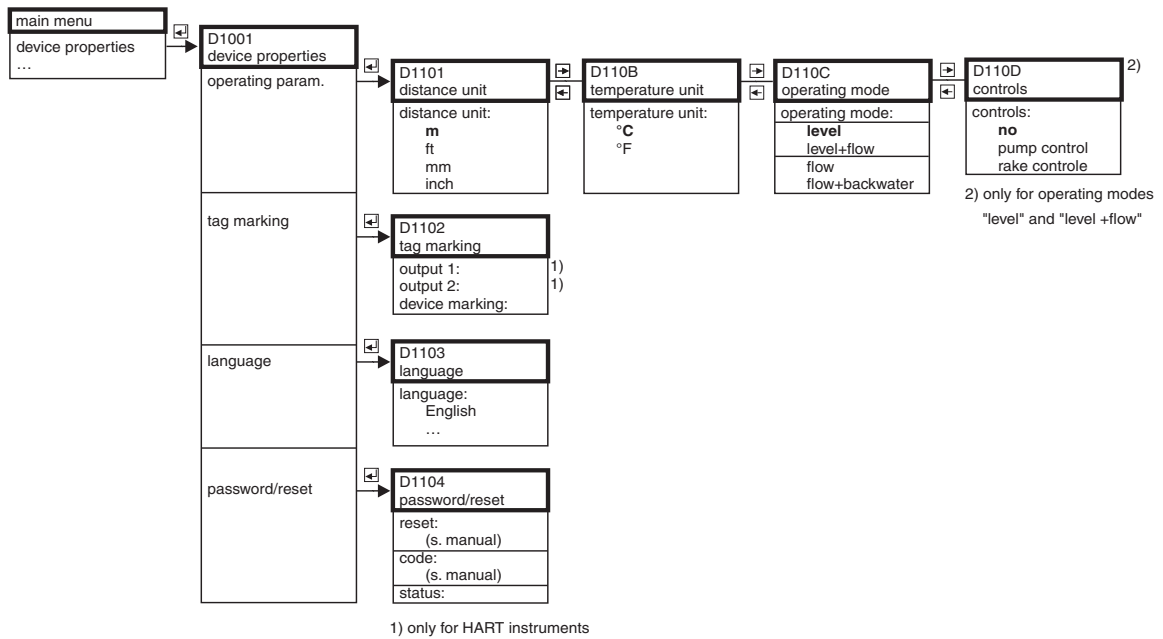 main menu
device properties
…
D1001
device properties
operating param.
D1101
distance unit
distance unit:
m
ft
mm
inch
D110B
temperature unit
temperature unit:
°C
°F
D110C
operating mode
operating mode:
level
level+flow
flow
flow+backwater
D110D
controls
2)
controls:
no
pump control
rake controle
2) only for operating modes
"level" and "level +flow"
tag marking
D1102
tag marking
output 1: 1)
output 2: 1)
device marking:
language
D1103
language
language:
English
…
password/reset
D1104
password/reset
reset:
(s. manual)
code:
(s. manual)
status:
1) only for HART instruments